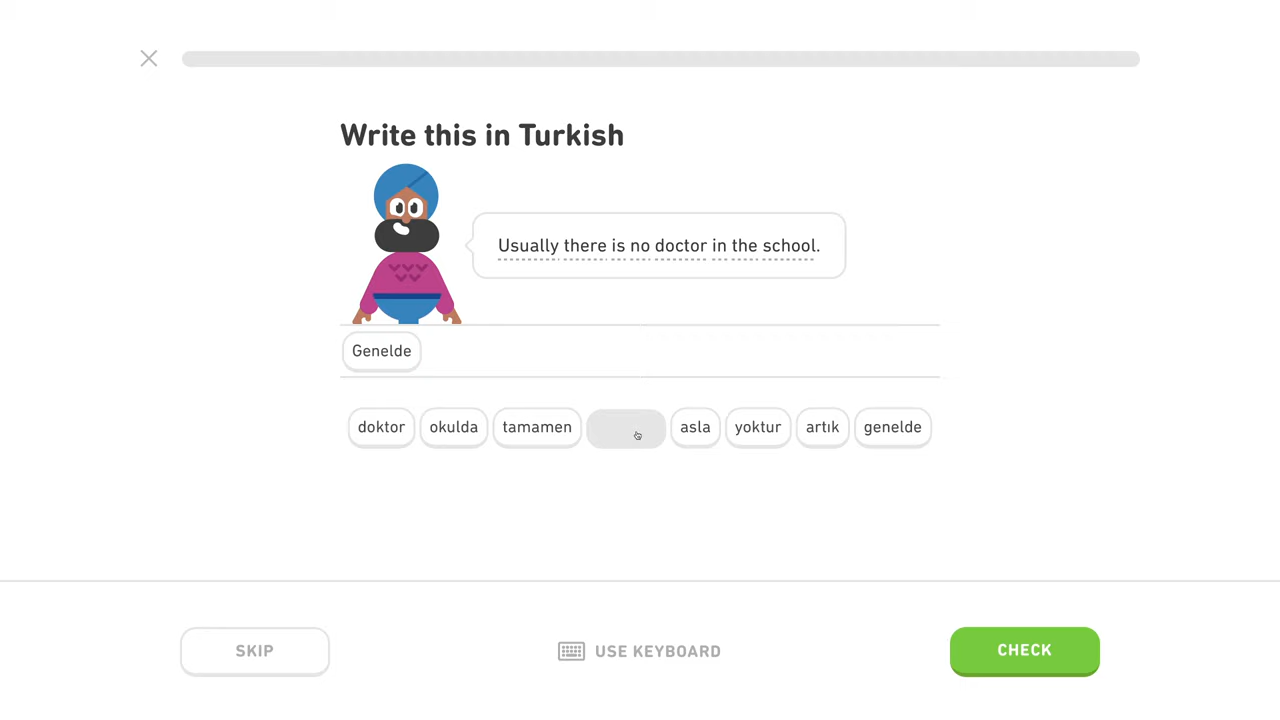 Write this in Turkish
Usually there is no doctor in the school.
Genelde
doktor okulda tamamen asla yoktur artık genelde
SKIP USE KEYBOARD CHECK